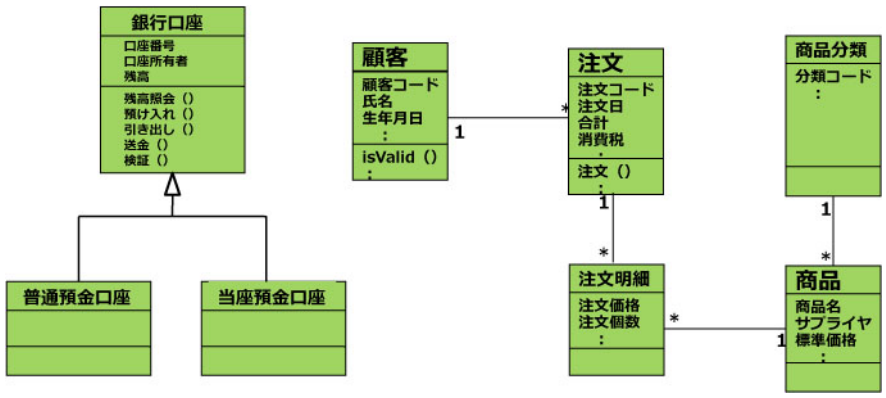 銀行口座
口座番号
口座所有者
残高
残高照会（）
預け入れ（）
引き出し（）
送金（）
検証（）
普通預金口座
当座預金口座
顧客
顧客コード
氏名
生年月日
:
isValid（）
:
1
*
注文
注文コード
注文日
合計
消費税
:
注文（）
:
1
*
注文明細
注文価格
注文個数
:
*
1
商品分類
分類コード
:
1
*
商品
商品名
サプライヤ
標準価格
: